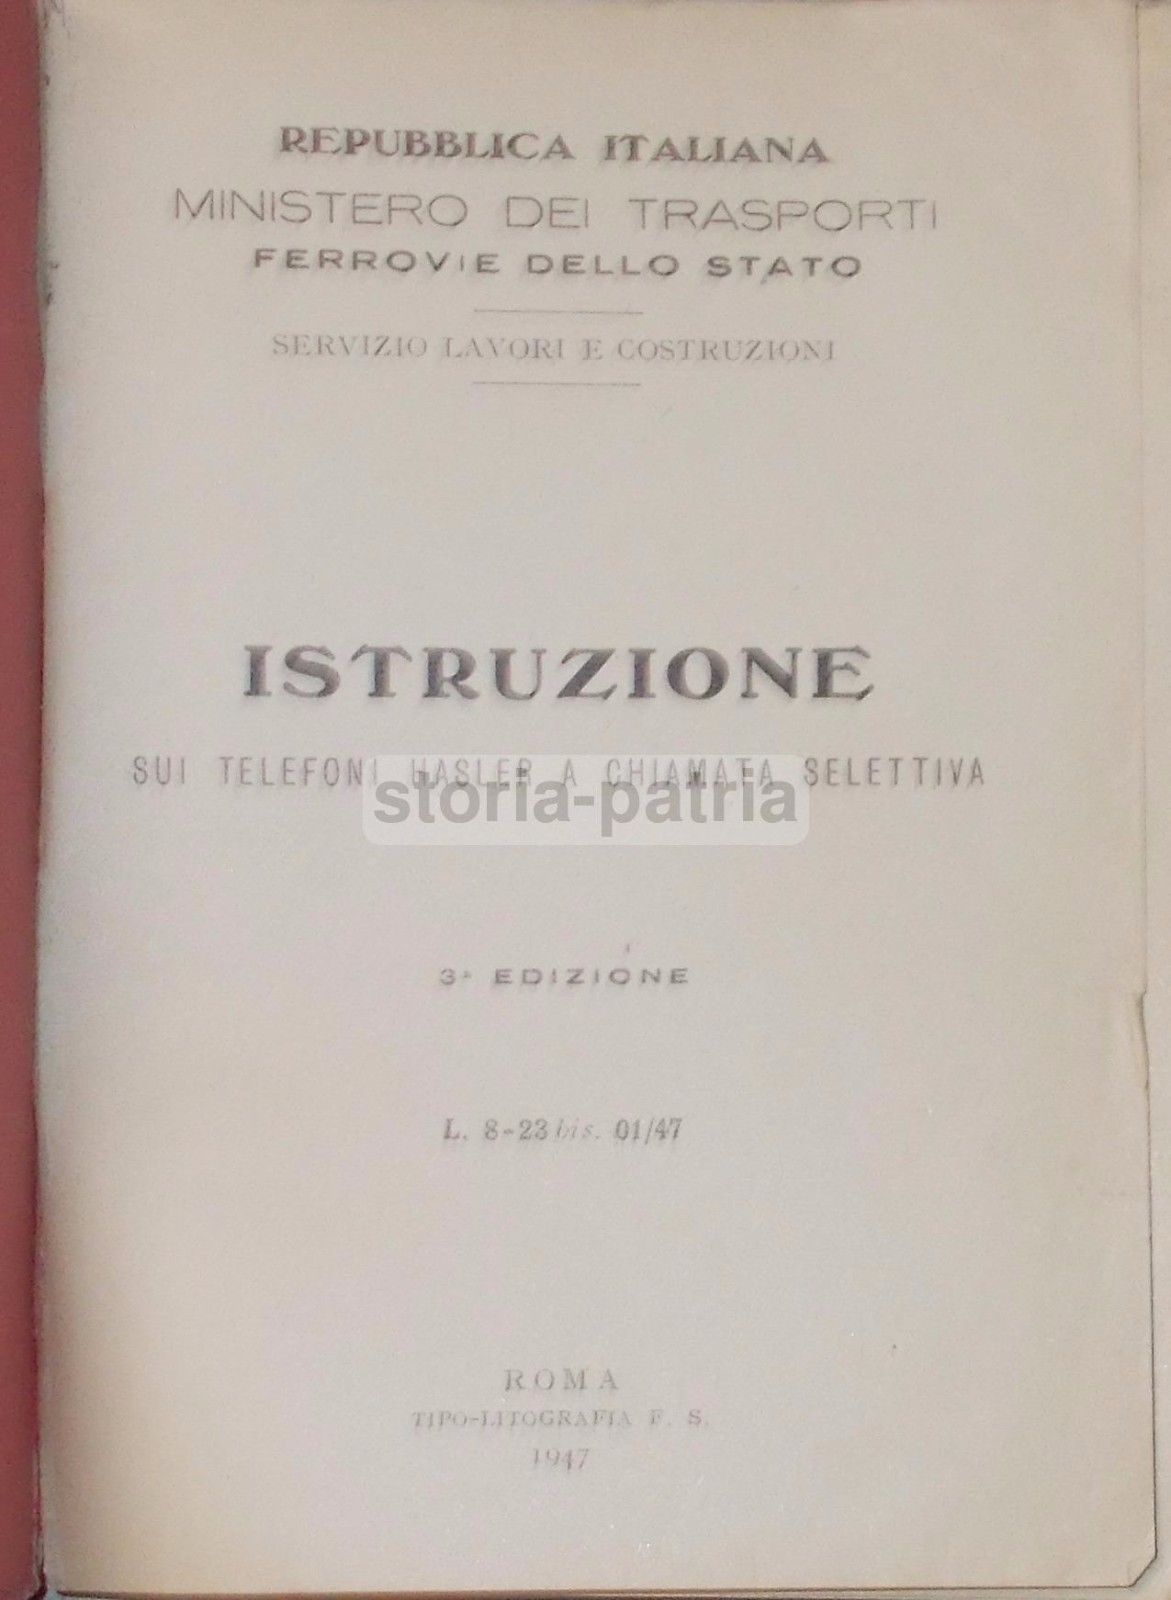 REPUBBLICA ITALIANA
MINISTERO DEI TRASPORTI
FERROVIE DELLO STATO
SERVIZIO LAVORI E COSTRUZIONI
ISTRUZIONE
SUI TELEFONI HASLER A CHIAMATA SELETTIVA
storia-patria
3ª EDIZIONE
L. 8-23 bis. 01/47
ROMA
TIPO-LITOGRAFIA F. S.
1947